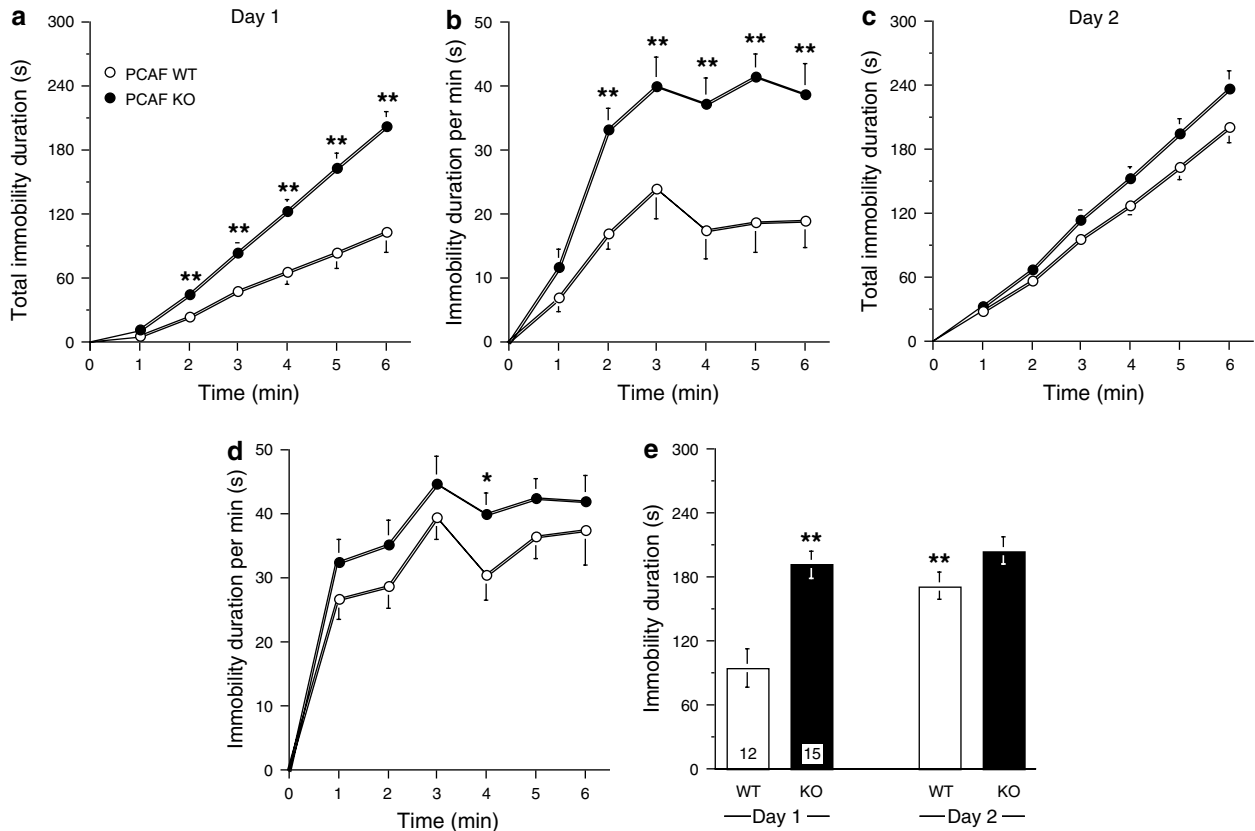 a
Day 1
Total immobility duration (s)
300
240
180
120
60
0
PCAF WT
PCAF KO
**
**
**
**
**
0 1 2 3 4 5 6
Time (min)
b
Immobility duration per min (s)
50
40
30
20
10
0
**
**
**
**
**
0 1 2 3 4 5 6
Time (min)
c
Day 2
Total immobility duration (s)
300
240
180
120
60
0
0 1 2 3 4 5 6
Time (min)
d
Immobility duration per min (s)
50
40
30
20
10
0
*
0 1 2 3 4 5 6
Time (min)
e
Immobility duration (s)
300
240
180
120
60
0
**
**
12
15
WT KO WT KO
Day 1 Day 2